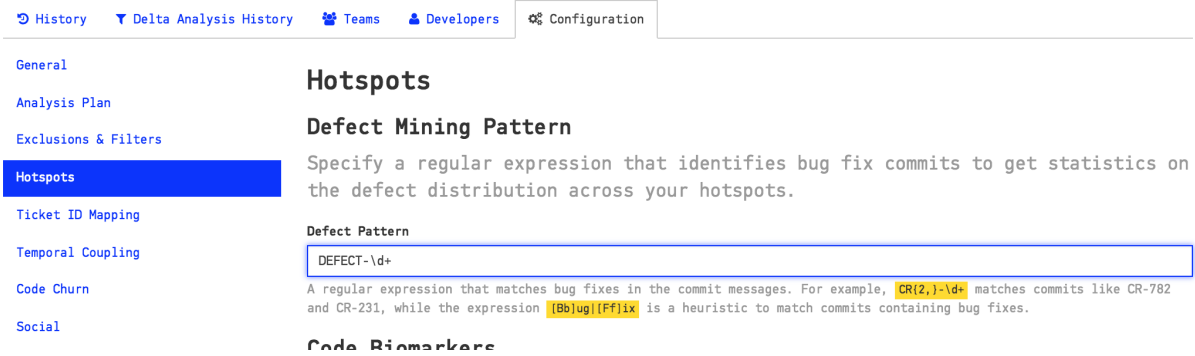 History Delta Analysis History Teams Developers Configuration
General
Analysis Plan
Exclusions & Filters
Hotspots
Ticket ID Mapping
Temporal Coupling
Code Churn
Social
Hotspots
Defect Mining Pattern
Specify a regular expression that identifies bug fix commits to get statistics on
the defect distribution across your hotspots.
Defect Pattern
DEFECT-\d+
A regular expression that matches bug fixes in the commit messages. For example, CR{2,}-\d+ matches commits like CR-782
and CR-231, while the expression [Bb]ug|[Ff]ix is a heuristic to match commits containing bug fixes.
Code Biomarkers